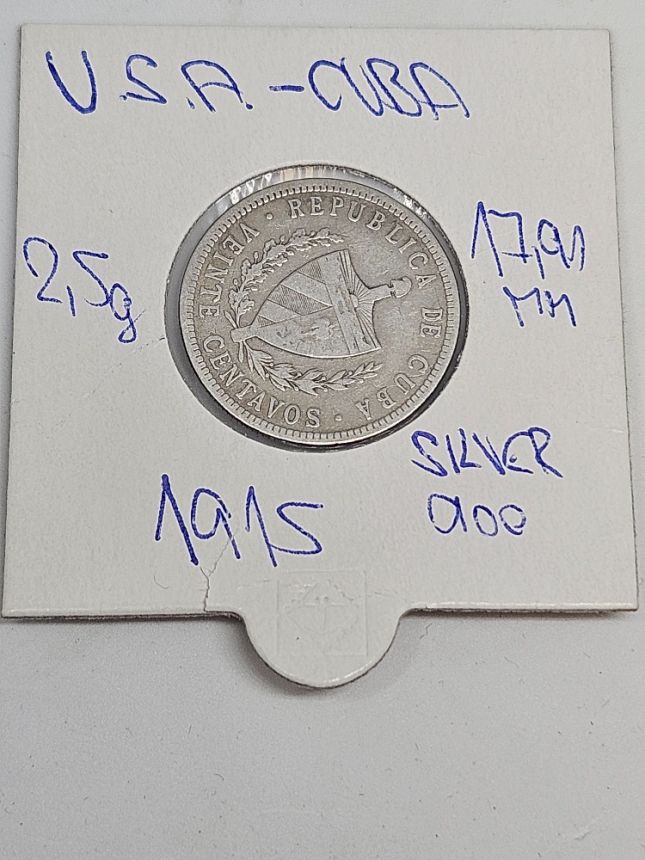 U.S.A. - CUBA
2,5g
17,91
MM
REPUBLICA DE CUBA · VEINTE CENTAVOS ·
SILVER
900
1915